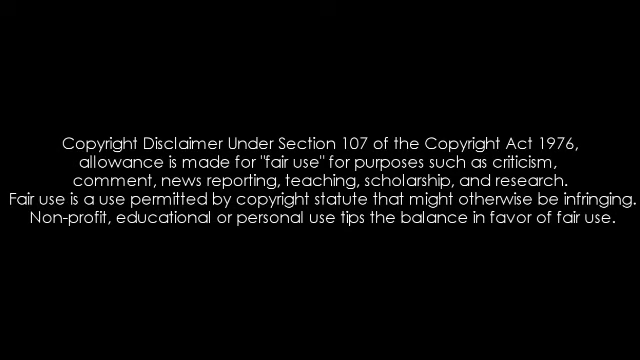 Copyright Disclaimer Under Section 107 of the Copyright Act 1976,
allowance is made for "fair use" for purposes such as criticism,
comment, news reporting, teaching, scholarship, and research.
Fair use is a use permitted by copyright statute that might otherwise be infringing.
Non-profit, educational or personal use tips the balance in favor of fair use.